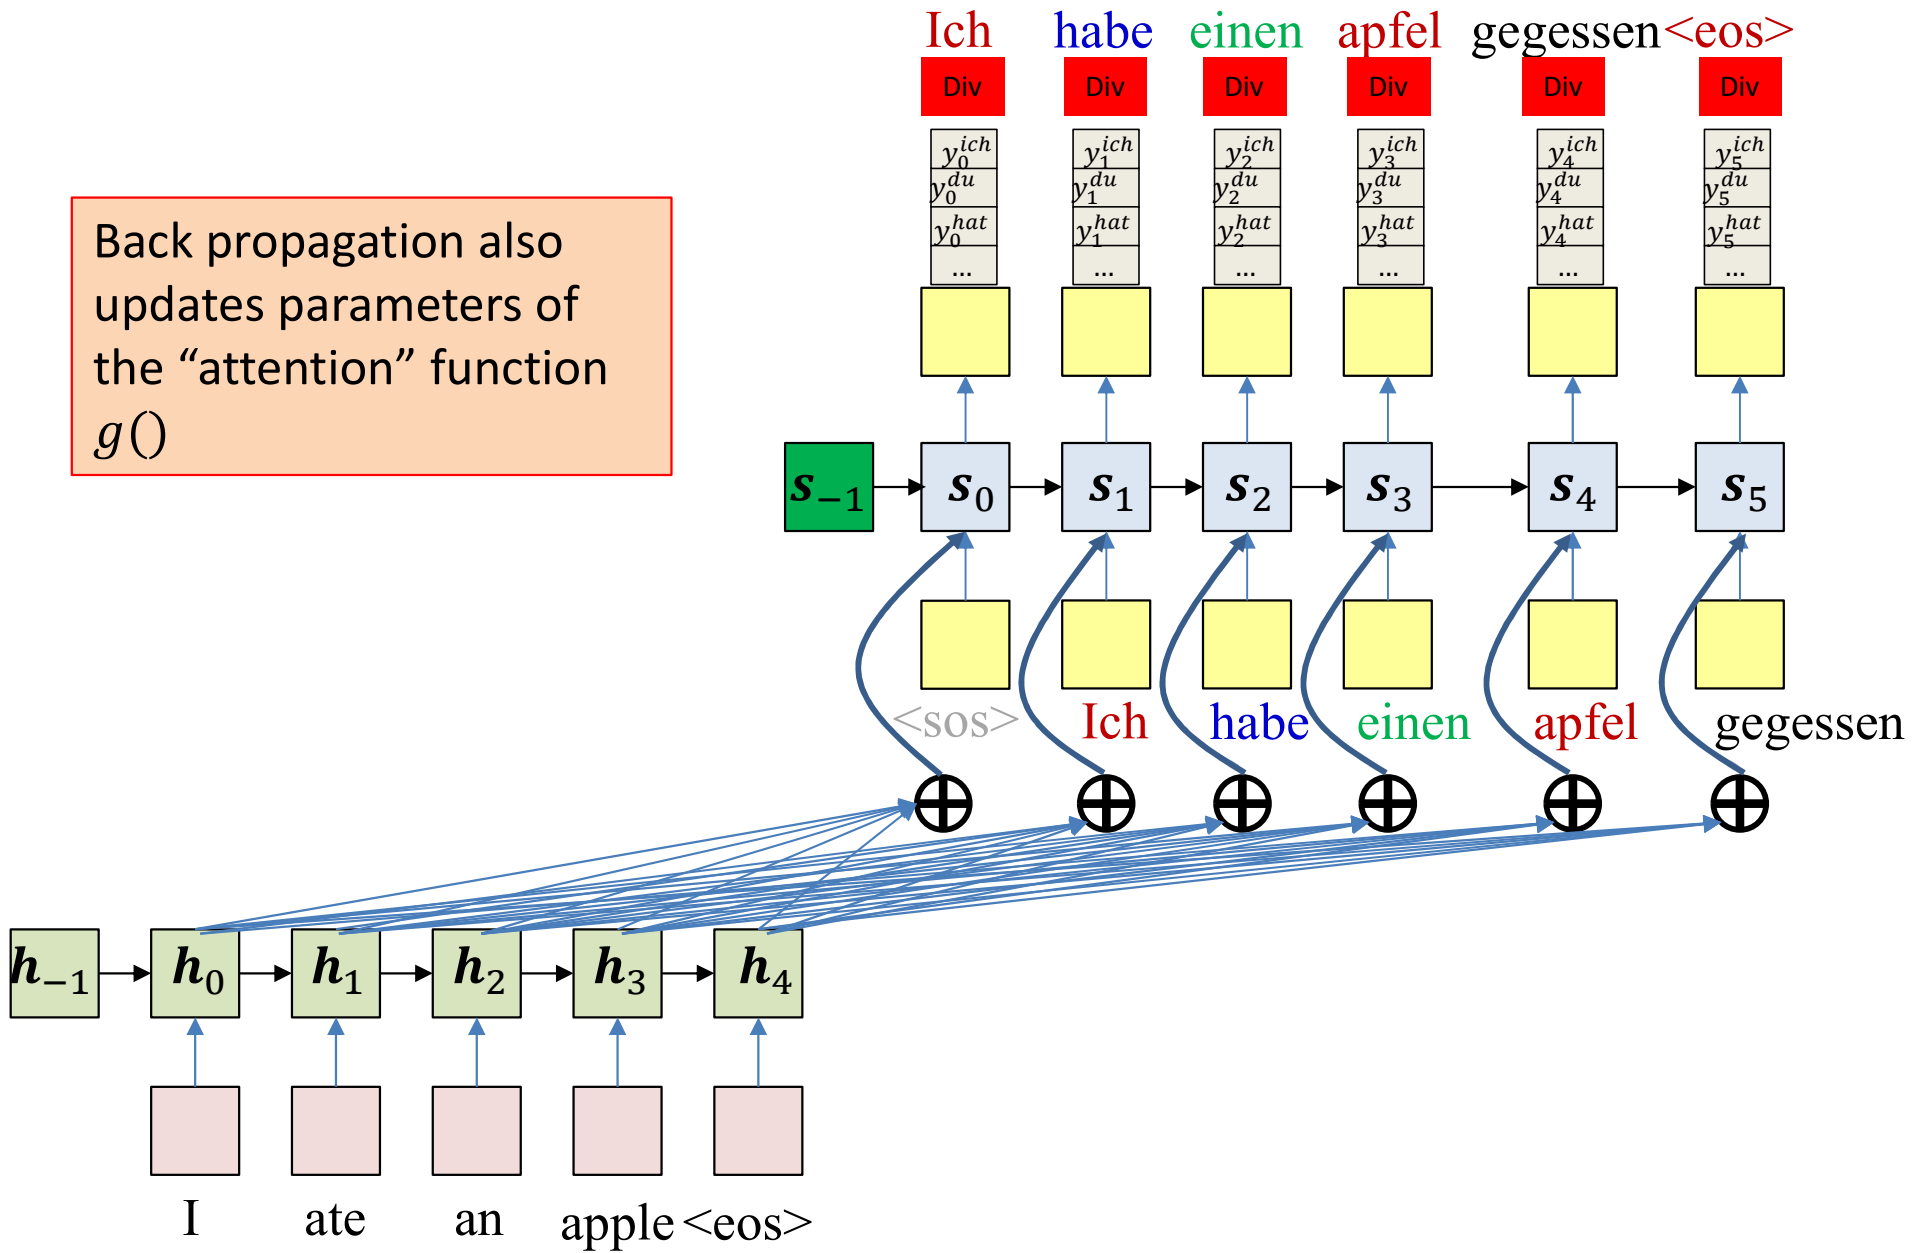 Ich habe einen apfel gegessen <eos>
Div Div Div Div Div Div
y_0^{ich} y_1^{ich} y_2^{ich} y_3^{ich} y_4^{ich} y_5^{ich}
y_0^{du} y_1^{du} y_2^{du} y_3^{du} y_4^{du} y_5^{du}
y_0^{hat} y_1^{hat} y_2^{hat} y_3^{hat} y_4^{hat} y_5^{hat}
... ... ... ... ... ...
Back propagation also
updates parameters of
the “attention” function
g()
s_{−1} s_0 s_1 s_2 s_3 s_4 s_5
<sos> Ich habe einen apfel gegessen
h_{−1} h_0 h_1 h_2 h_3 h_4
I ate an apple <eos>